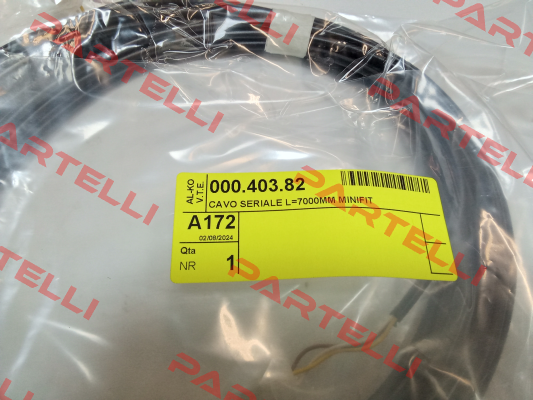 AL-KO
V.T.E.
000.403.82
CAVO SERIALE L=7000MM MINIFIT
A172
02/08/2024
Qta
NR
1
PARTELLI
PARTELLI
PARTELLI
PARTELLI
PARTELLI
PARTELLI
PARTELLI